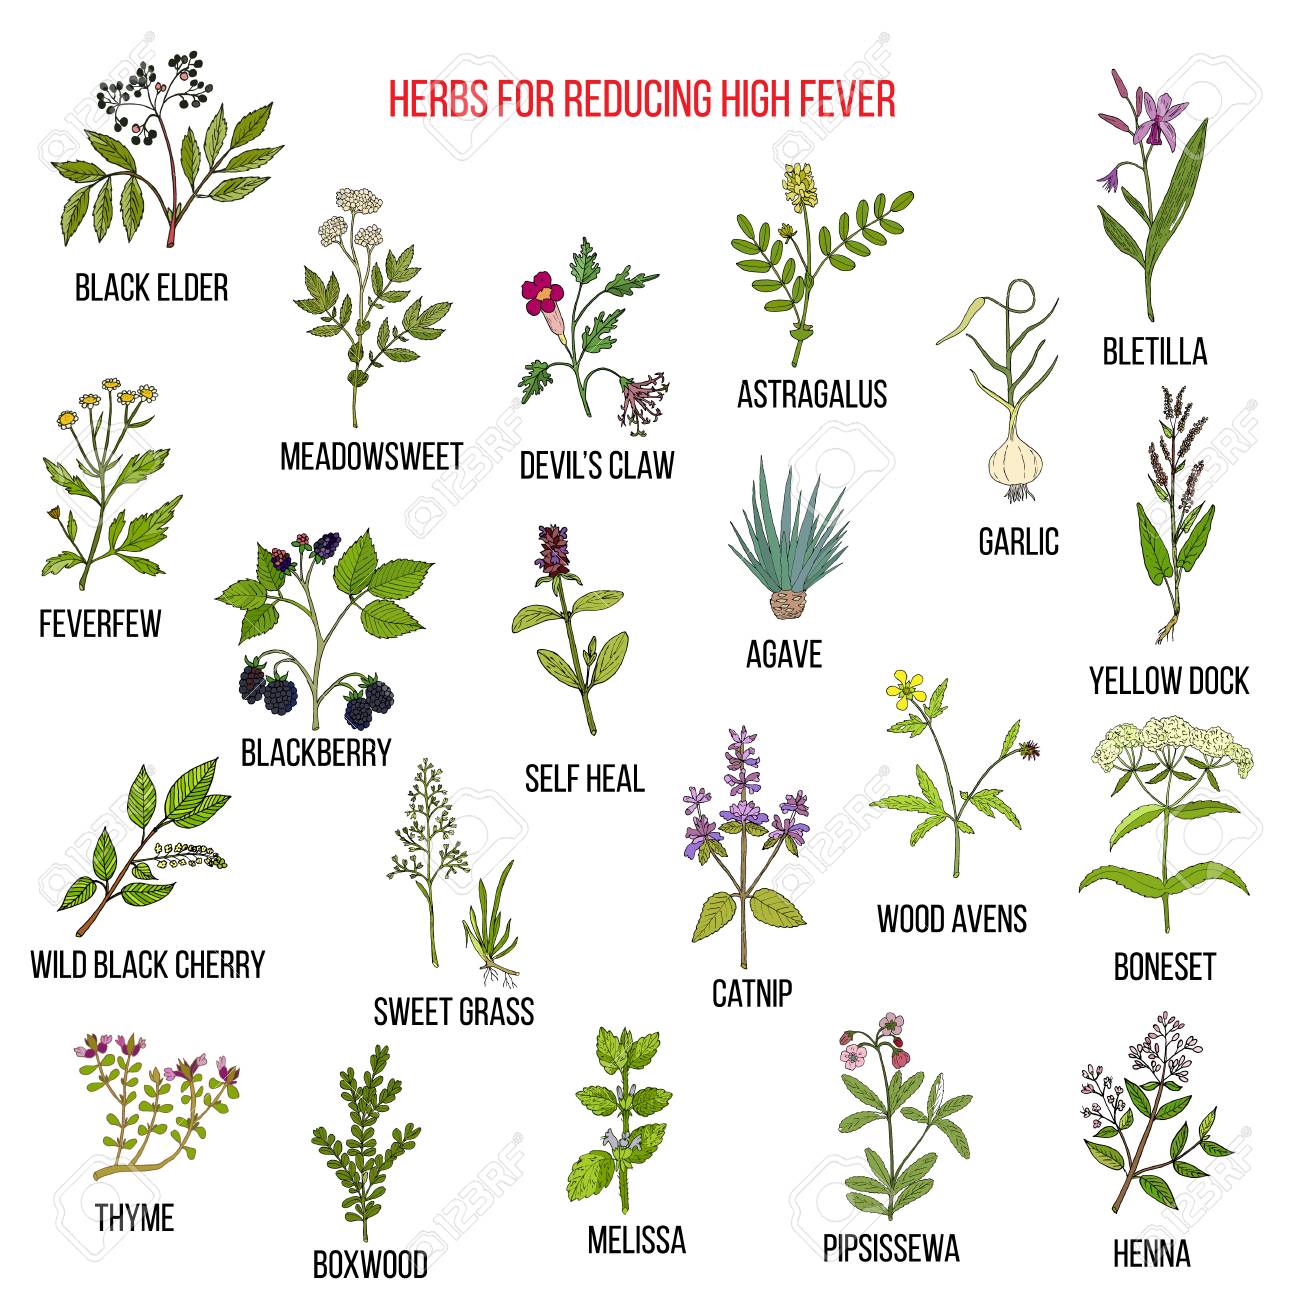 HERBS FOR REDUCING HIGH FEVER
BLACK ELDER
MEADOWSWEET
DEVIL'S CLAW
ASTRAGALUS
BLETILLA
GARLIC
FEVERFEW
BLACKBERRY
SELF HEAL
AGAVE
YELLOW DOCK
WILD BLACK CHERRY
SWEET GRASS
CATNIP
WOOD AVENS
BONESET
THYME
BOXWOOD
MELISSA
PIPSISSEWA
HENNA
123RF